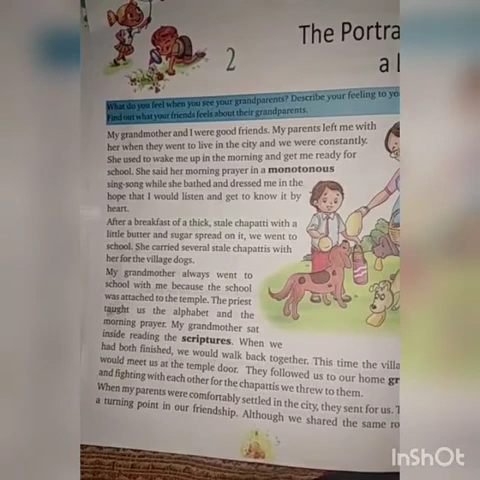 2
The Portra
a
What do you feel when you see your grandparents? Describe your feeling to yo
Find out what your friends feels about their grandparents.
My grandmother and I were good friends. My parents left me with
her when they went to live in the city and we were constantly.
She used to wake me up in the morning and get me ready for
school. She said her morning prayer in a monotonous
sing-song while she bathed and dressed me in the
hope that I would listen and get to know it by
heart.
After a breakfast of a thick, stale chapatti with a
little butter and sugar spread on it, we went to
school. She carried several stale chapattis with
her for the village dogs.
My grandmother always went to
school with me because the school
was attached to the temple. The priest
taught us the alphabet and the
morning prayer. My grandmother sat
inside reading the scriptures. When we
had both finished, we would walk back together. This time the villa
would meet us at the temple door. They followed us to our home gr
and fighting with each other for the chapattis we threw to them.
When my parents were comfortably settled in the city, they sent for us. T
a turning point in our friendship. Although we shared the same ro
InShOt